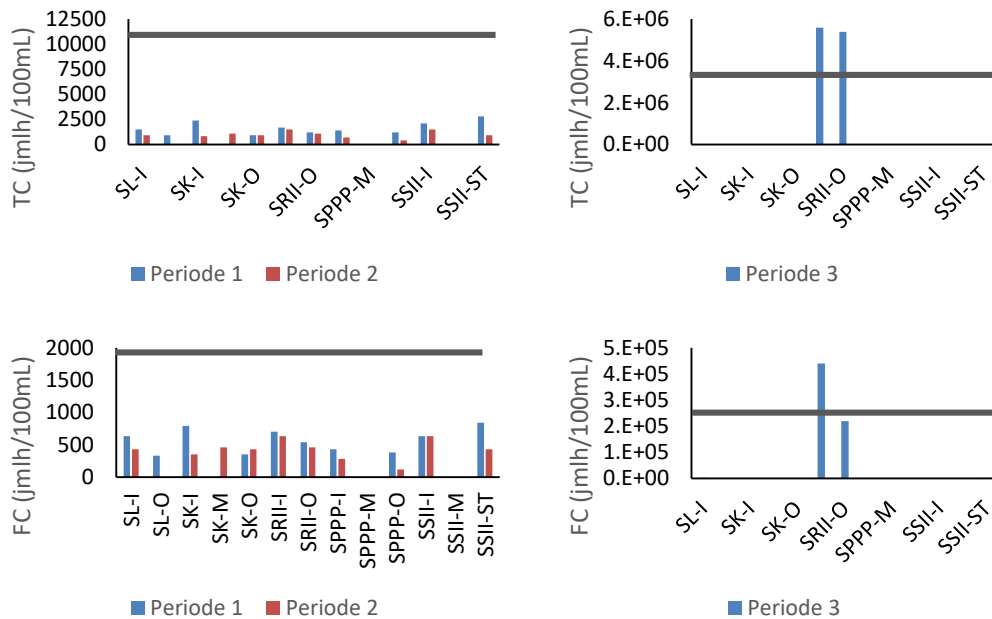 TC (jmlh/100mL)
12500
10000
7500
5000
2500
0
SL-I
SK-I
SK-O
SRII-O
SPPP-M
SSII-I
SSII-ST
Periode 1
Periode 2
TC (jmlh/100mL)
6.E+06
4.E+06
2.E+06
0.E+00
SL-I
SK-I
SK-O
SRII-O
SPPP-M
SSII-I
SSII-ST
Periode 3
FC (jmlh/100mL)
2000
1500
1000
500
0
SL-I
SL-O
SK-I
SK-M
SK-O
SRII-I
SRII-O
SPPP-I
SPPP-M
SPPP-O
SSII-I
SSII-M
SSII-ST
Periode 1
Periode 2
FC (jmlh/100mL)
5.E+05
4.E+05
3.E+05
2.E+05
1.E+05
0.E+00
SL-I
SK-I
SK-O
SRII-O
SPPP-M
SSII-I
SSII-ST
Periode 3